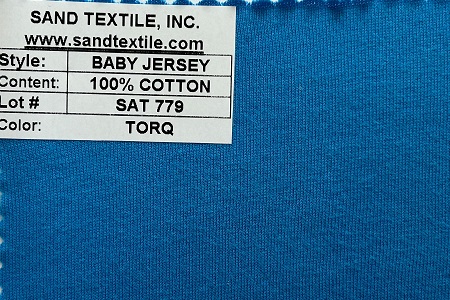 SAND TEXTILE, INC.
www.sandtextile.com
Style: BABY JERSEY
Content: 100% COTTON
Lot # SAT 779
Color: TORQ